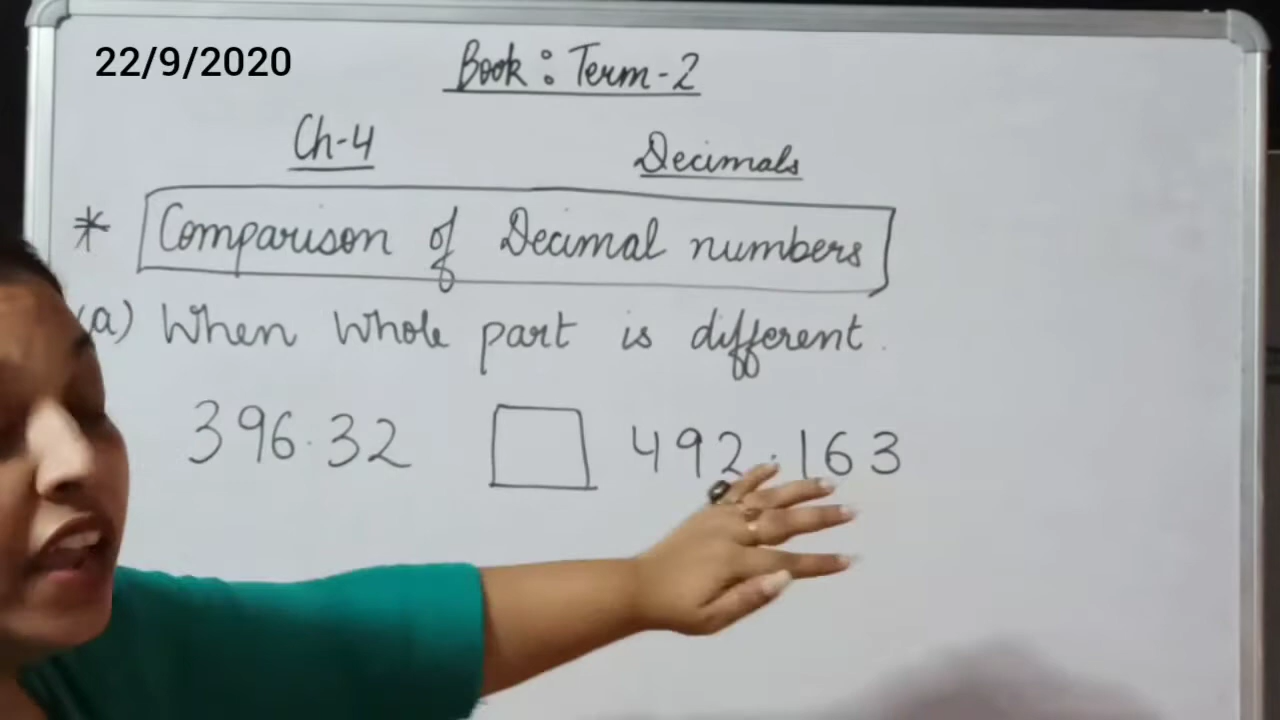 22/9/2020
Book : Term-2
Ch-4 Decimals
* Comparison of Decimal numbers
(a) When whole part is different.
396.32 492.163